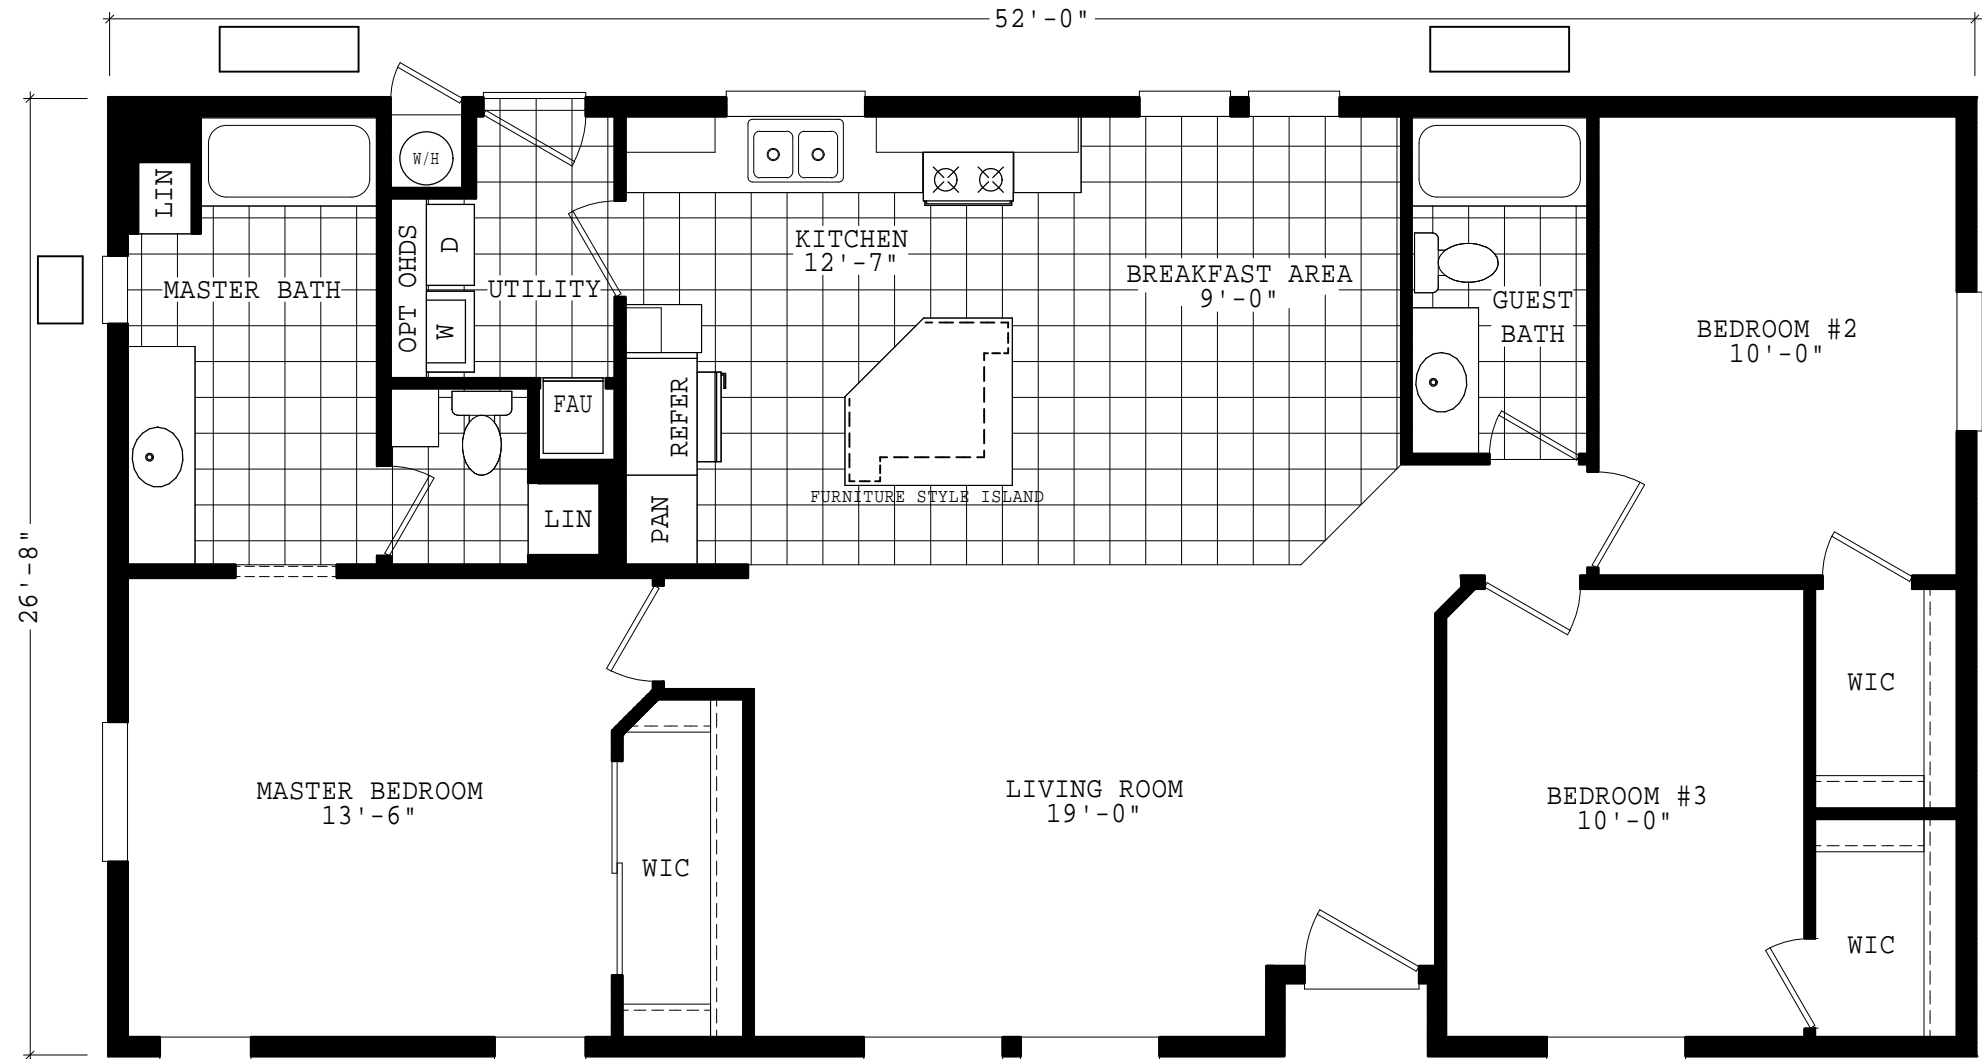 52'-0"
26'-8"
W/H
LIN
OPT OHDS
D
W
KITCHEN
12'-7"
BREAKFAST AREA
9'-0"
MASTER BATH
UTILITY
GUEST
BATH
BEDROOM #2
10'-0"
FAU
REFER
FURNITURE STYLE ISLAND
PAN
LIN
WIC
MASTER BEDROOM
13'-6"
LIVING ROOM
19'-0"
BEDROOM #3
10'-0"
WIC
WIC